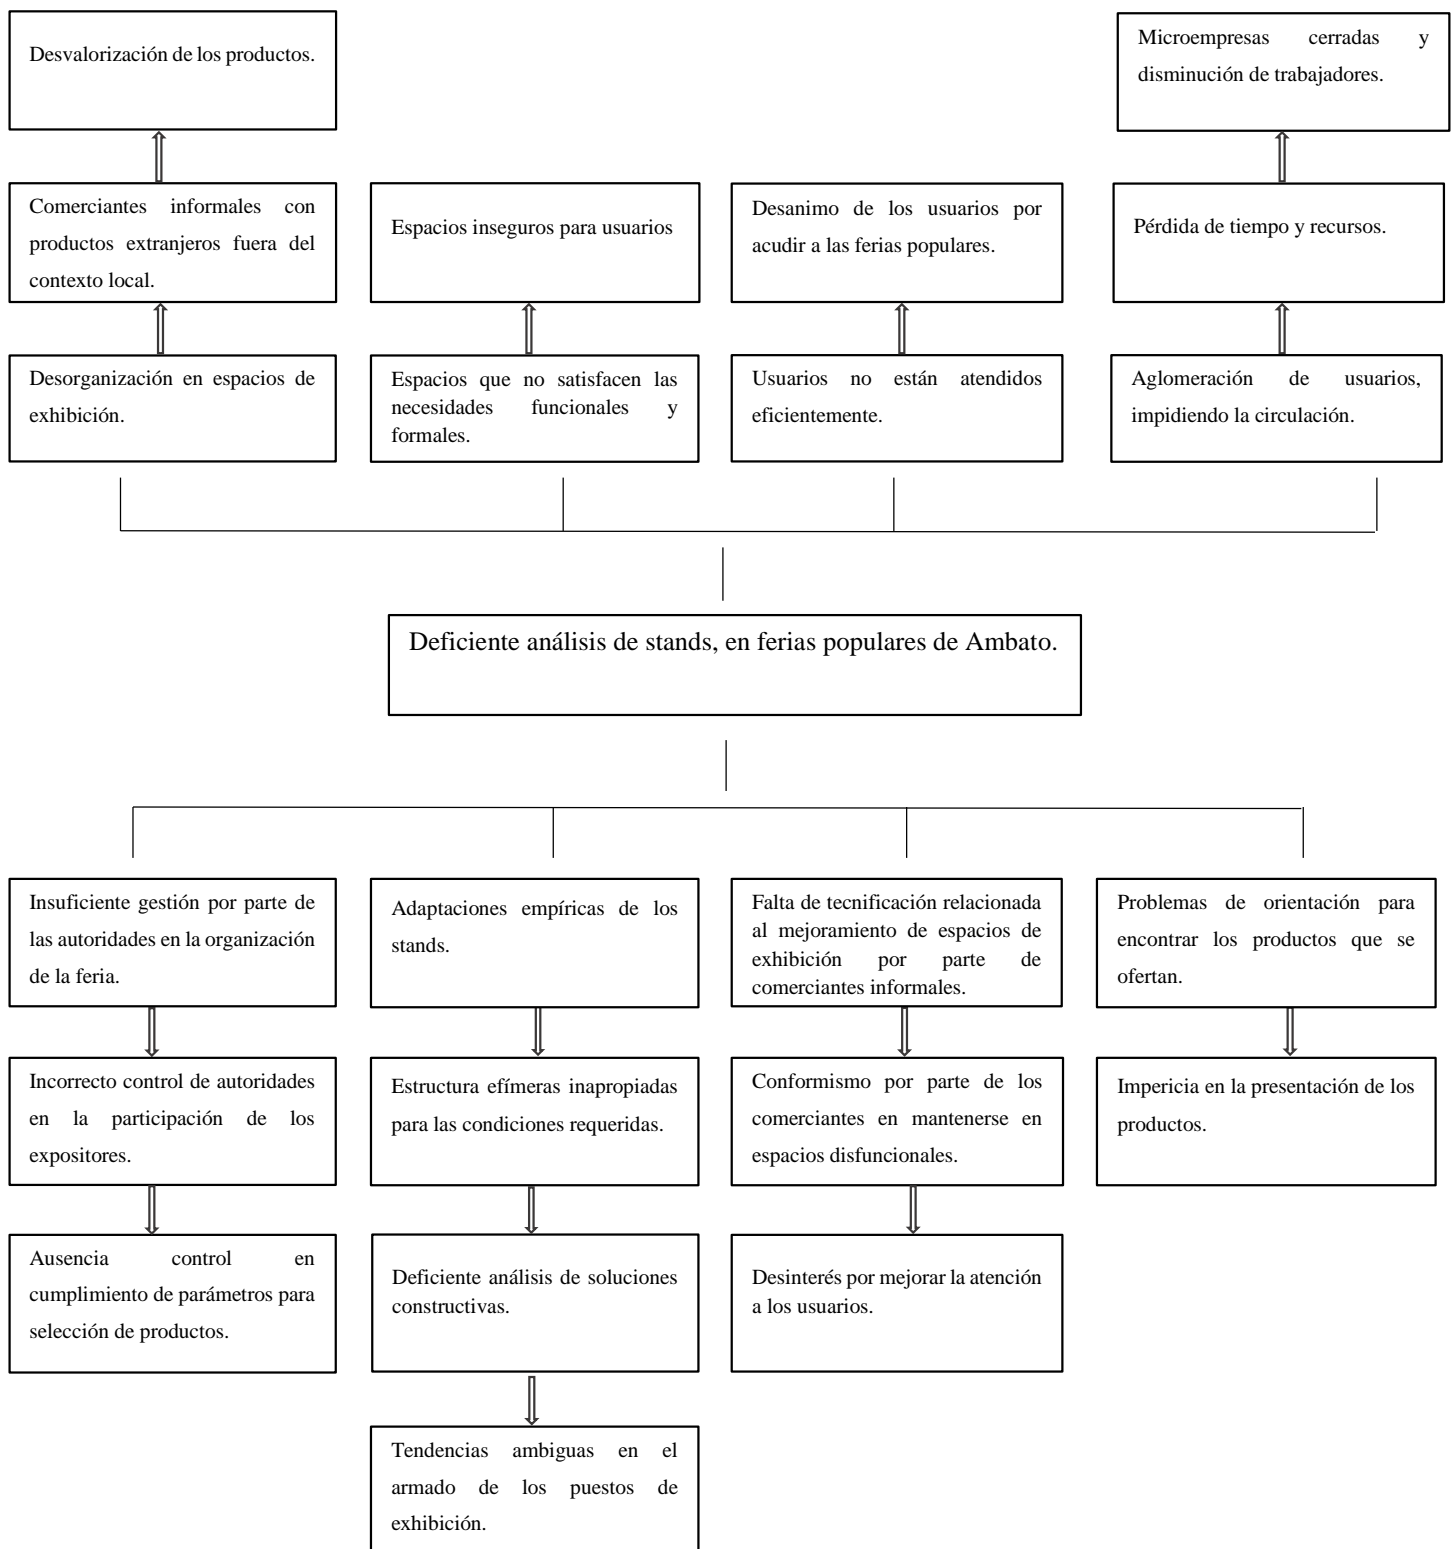 Desvalorización de los productos.
Microempresas cerradas y
disminución de trabajadores.
Comerciantes informales con
productos extranjeros fuera del
contexto local.
Espacios inseguros para usuarios
Desanimo de los usuarios por
acudir a las ferias populares.
Pérdida de tiempo y recursos.
Desorganización en espacios de
exhibición.
Espacios que no satisfacen las
necesidades funcionales y
formales.
Usuarios no están atendidos
eficientemente.
Aglomeración de usuarios,
impidiendo la circulación.
Deficiente análisis de stands, en ferias populares de Ambato.
Insuficiente gestión por parte de
las autoridades en la organización
de la feria.
Adaptaciones empíricas de los
stands.
Falta de tecnificación relacionada
al mejoramiento de espacios de
exhibición por parte de
comerciantes informales.
Problemas de orientación para
encontrar los productos que se
ofertan.
Incorrecto control de autoridades
en la participación de los
expositores.
Estructura efímeras inapropiadas
para las condiciones requeridas.
Conformismo por parte de los
comerciantes en mantenerse en
espacios disfuncionales.
Impericia en la presentación de los
productos.
Ausencia control en
cumplimiento de parámetros para
selección de productos.
Deficiente análisis de soluciones
constructivas.
Desinterés por mejorar la atención
a los usuarios.
Tendencias ambiguas en el
armado de los puestos de
exhibición.